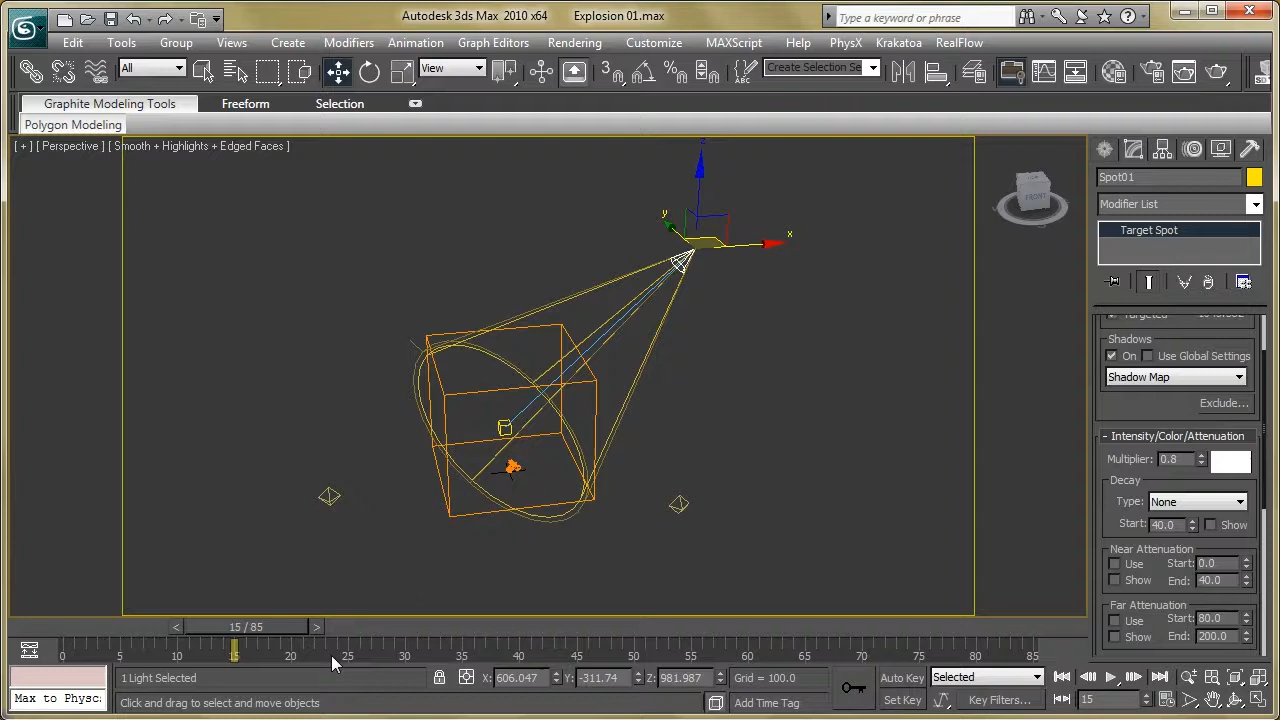 Autodesk 3ds Max 2010 x64 Explosion 01.max
Type a keyword or phrase
Edit Tools Group Views Create Modifiers Animation Graph Editors Rendering Customize MAXScript Help PhysX Krakatoa RealFlow
All View 3 Create Selection Se
Graphite Modeling Tools Freeform Selection
Polygon Modeling
[ + ] [ Perspective ] [ Smooth + Highlights + Edged Faces ]
z
y
x
FRONT
Spot01
Modifier List
Target Spot
Targeted
Shadows
On Use Global Settings
Shadow Map
Exclude...
- Intensity/Color/Attenuation
Multiplier: 0.8
Decay
Type: None
Start: 40.0 Show
Near Attenuation
Use Start: 0.0
Show End: 40.0
Far Attenuation
Use Start: 80.0
Show End: 200.0
< 15 / 85 >
0 5 10 15 20 25 30 35 40 45 50 55 60 65 70 75 80 85
1 Light Selected X: 606.047 Y: -311.74 Z: 981.987 Grid = 100.0 Auto Key Selected
Max to Physc
Click and drag to select and move objects Add Time Tag Set Key Key Filters... 15